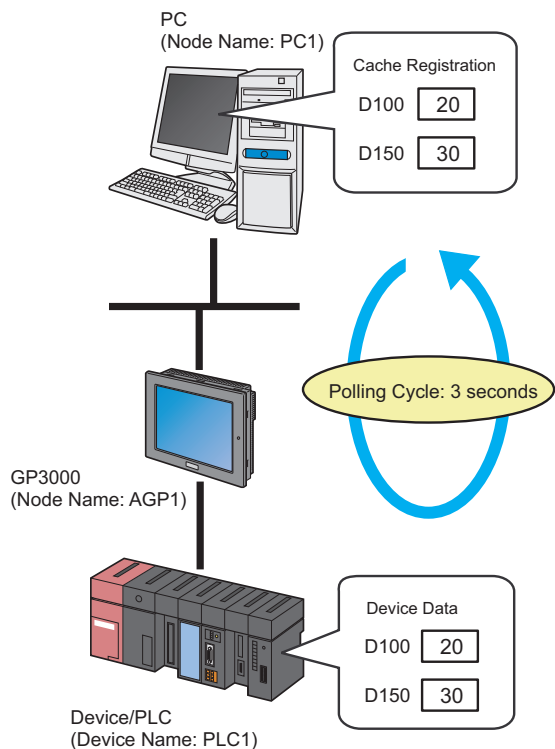 PC
(Node Name: PC1)
Cache Registration
D100 20
D150 30
Polling Cycle: 3 seconds
GP3000
(Node Name: AGP1)
Device Data
D100 20
D150 30
Device/PLC
(Device Name: PLC1)